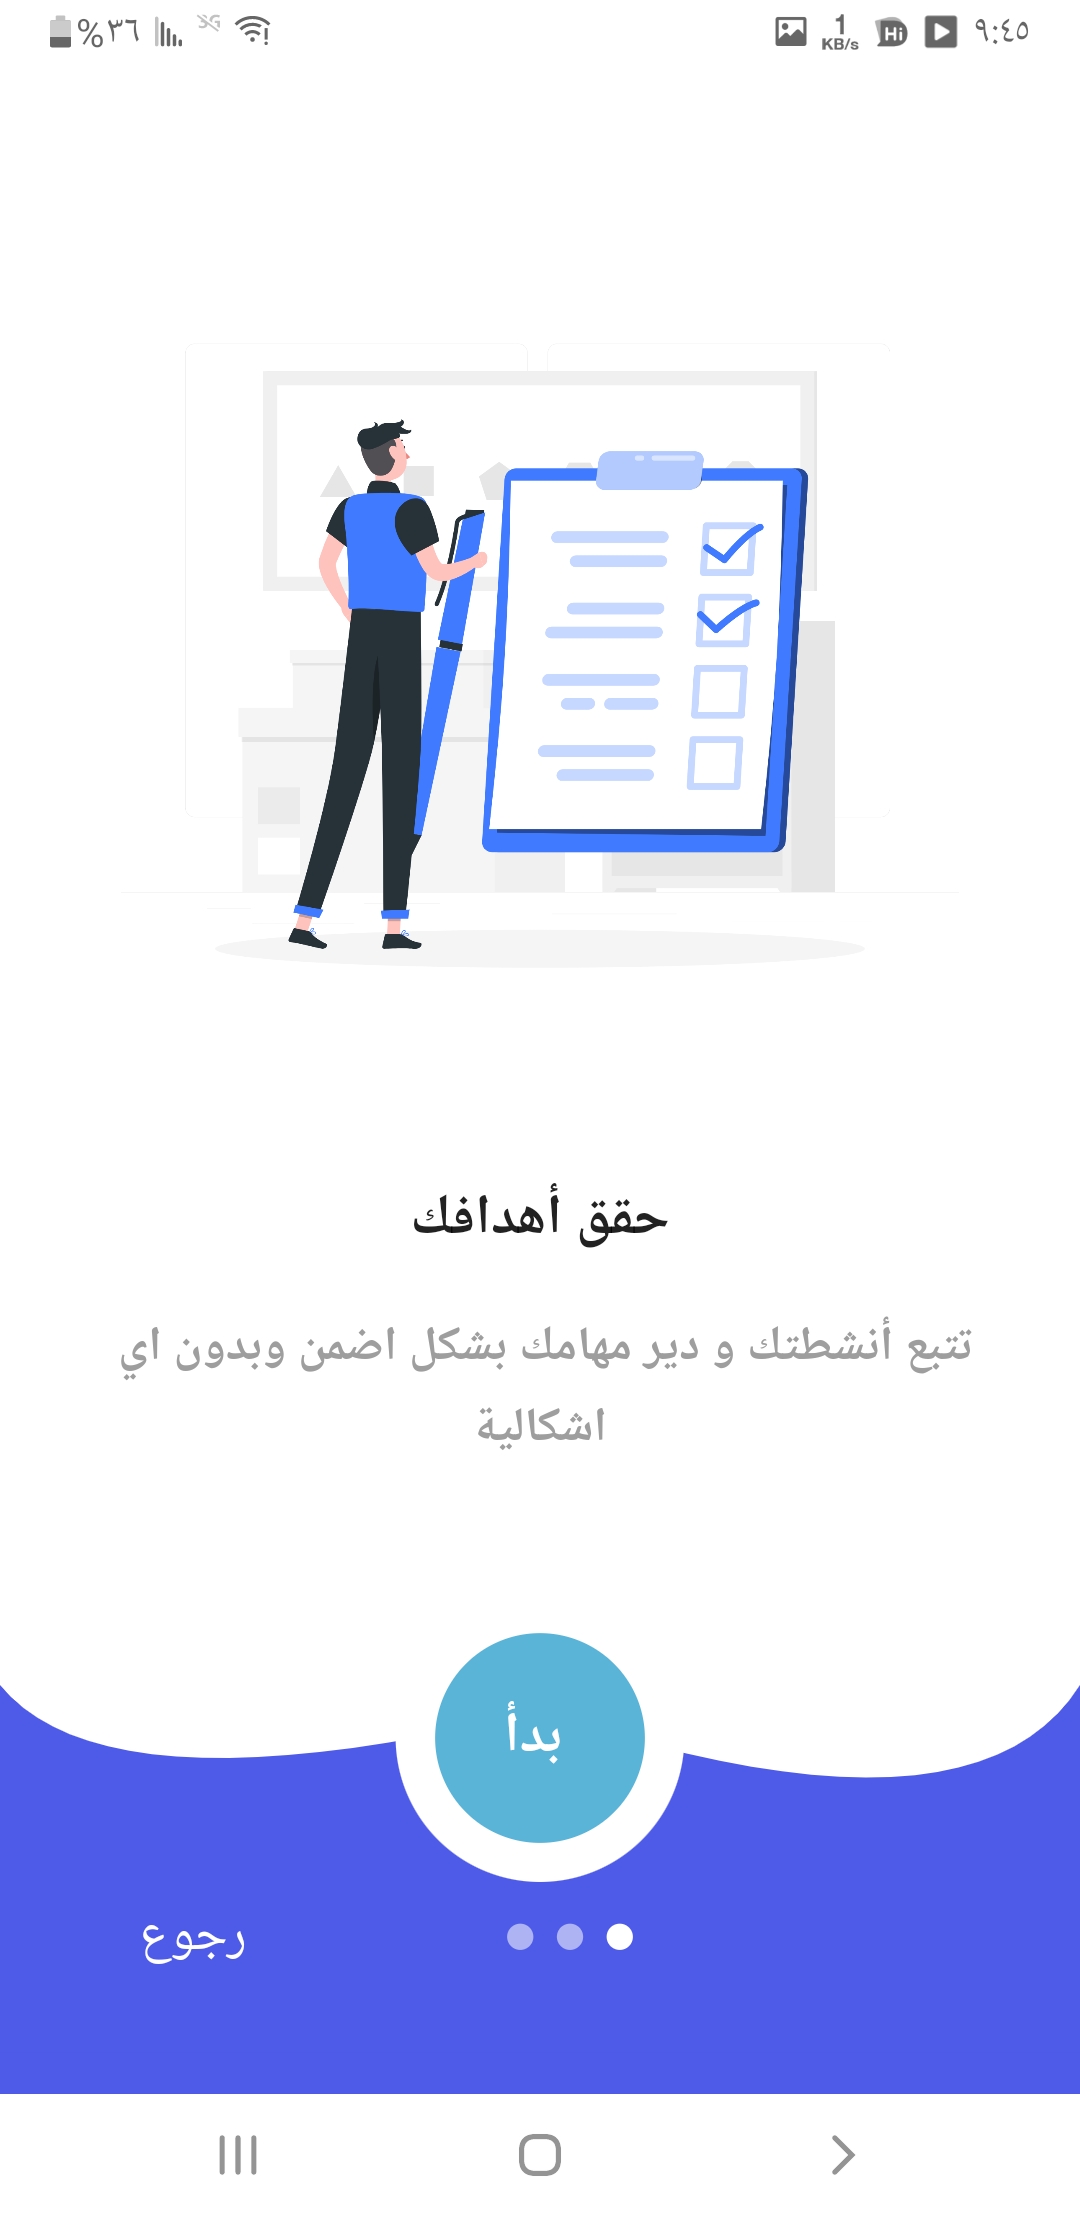 ٩:٤٥
Hi
1
KB/s
3G
%٣٦
حقق أهدافك
تتبع أنشطتك و دير مهامك بشكل اضمن وبدون اي
اشكالية
بدأ
رجوع